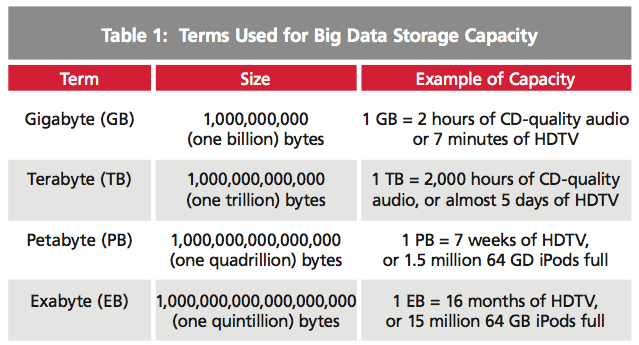 Table 1: Terms Used for Big Data Storage Capacity
Term Size Example of Capacity
Gigabyte (GB) 1,000,000,000 1 GB = 2 hours of CD-quality audio
(one billion) bytes or 7 minutes of HDTV
Terabyte (TB) 1,000,000,000,000 1 TB = 2,000 hours of CD-quality
(one trillion) bytes audio, or almost 5 days of HDTV
Petabyte (PB) 1,000,000,000,000,000 1 PB = 7 weeks of HDTV,
(one quadrillion) bytes or 1.5 million 64 GD iPods full
Exabyte (EB) 1,000,000,000,000,000,000 1 EB = 16 months of HDTV,
(one quintillion) bytes or 15 million 64 GB iPods full